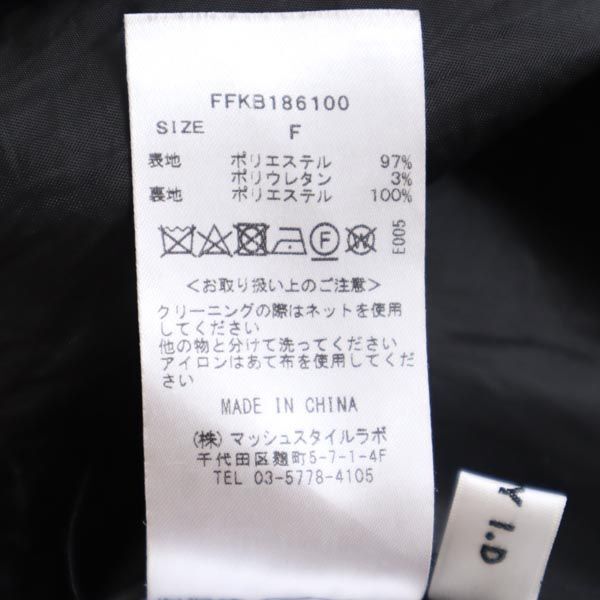 FFKB186100
SIZE F
表地 ポリエステル 97%
ポリウレタン 3%
裏地 ポリエステル 100%
F W
E005
<お取り扱い上のご注意>
クリーニングの際はネットを使用
してください
他の物と分けて洗ってください
アイロンはあて布を使用してください
MADE IN CHINA
(株) マッシュスタイルラボ
千代田区麹町5-7-1-4F
TEL 03-5778-4105
Y I.D